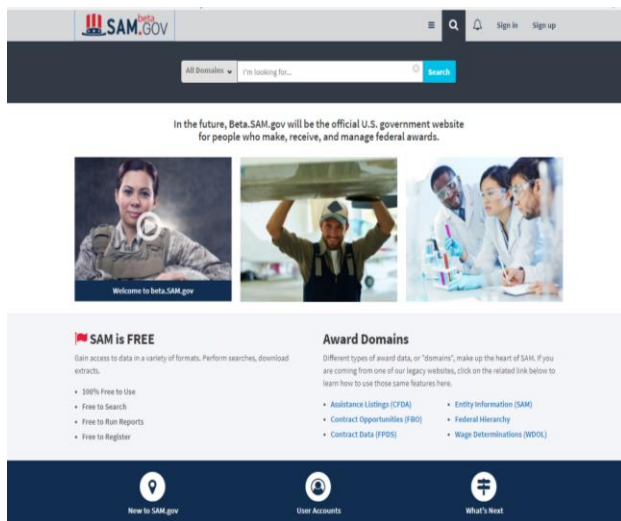 SAM.GOV beta
Sign in Sign up
All Domains I'm looking for... Search
In the future, Beta.SAM.gov will be the official U.S. government website
for people who make, receive, and manage federal awards.
Welcome to beta.SAM.gov
SAM is FREE
Gain access to data in a variety of formats. Perform searches, download
extracts.
• 100% Free to Use
• Free to Search
• Free to Run Reports
• Free to Register
Award Domains
Different types of award data, or "domains", make up the heart of SAM. If you
are coming from one of our legacy websites, click on the related link below to
learn how to use those same features here.
• Assistance Listings (CFDA)
• Contract Opportunities (FBO)
• Contract Data (FPDS)
• Entity Information (SAM)
• Federal Hierarchy
• Wage Determinations (WDOL)
New to SAM.gov
User Accounts
What's Next